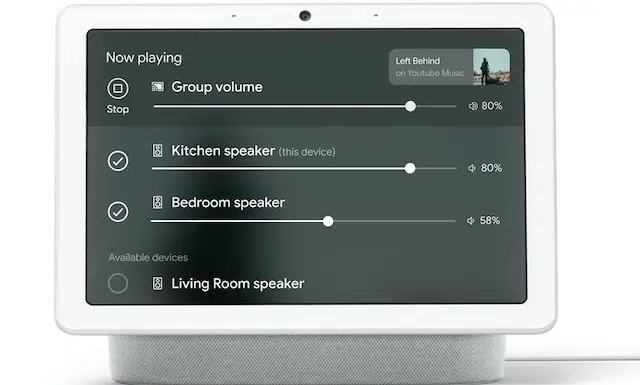 Now playing
Left Behind
on Youtube Music
Group volume
Stop
80%
Kitchen speaker (this device)
80%
Bedroom speaker
58%
Available devices
Living Room speaker